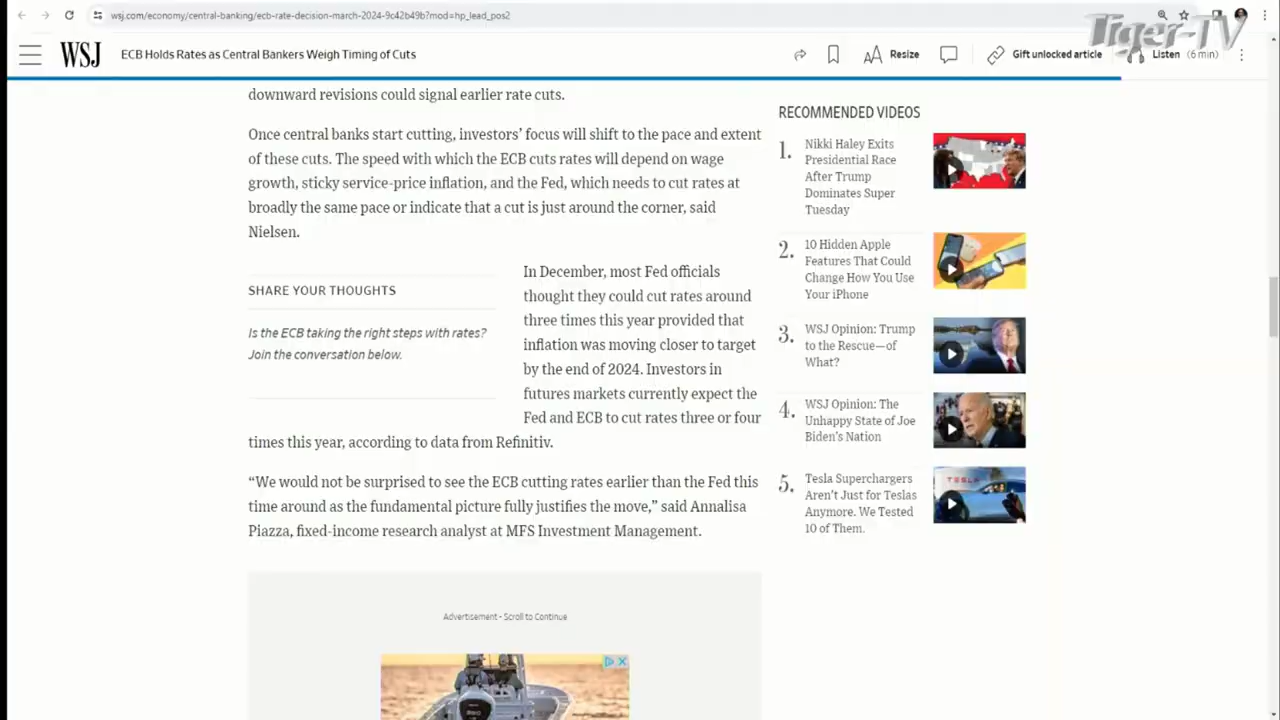 wsj.com/economy/central-banking/ecb-rate-decision-march-2024-9c42b49b?mod=hp_lead_pos2
Tiger-TV
WSJ
ECB Holds Rates as Central Bankers Weigh Timing of Cuts
AA Resize
Gift unlocked article
Listen (6 min)
downward revisions could signal earlier rate cuts.
Once central banks start cutting, investors’ focus will shift to the pace and extent
of these cuts. The speed with which the ECB cuts rates will depend on wage
growth, sticky service-price inflation, and the Fed, which needs to cut rates at
broadly the same pace or indicate that a cut is just around the corner, said
Nielsen.
SHARE YOUR THOUGHTS
Is the ECB taking the right steps with rates?
Join the conversation below.
In December, most Fed officials
thought they could cut rates around
three times this year provided that
inflation was moving closer to target
by the end of 2024. Investors in
futures markets currently expect the
Fed and ECB to cut rates three or four
times this year, according to data from Refinitiv.
“We would not be surprised to see the ECB cutting rates earlier than the Fed this
time around as the fundamental picture fully justifies the move,” said Annalisa
Piazza, fixed-income research analyst at MFS Investment Management.
Advertisement - Scroll to Continue
RECOMMENDED VIDEOS
1. Nikki Haley Exits
Presidential Race
After Trump
Dominates Super
Tuesday
2. 10 Hidden Apple
Features That Could
Change How You Use
Your iPhone
3. WSJ Opinion: Trump
to the Rescue—of
What?
4. WSJ Opinion: The
Unhappy State of Joe
Biden’s Nation
5. Tesla Superchargers
Aren’t Just for Teslas
Anymore. We Tested
10 of Them.
TESLA